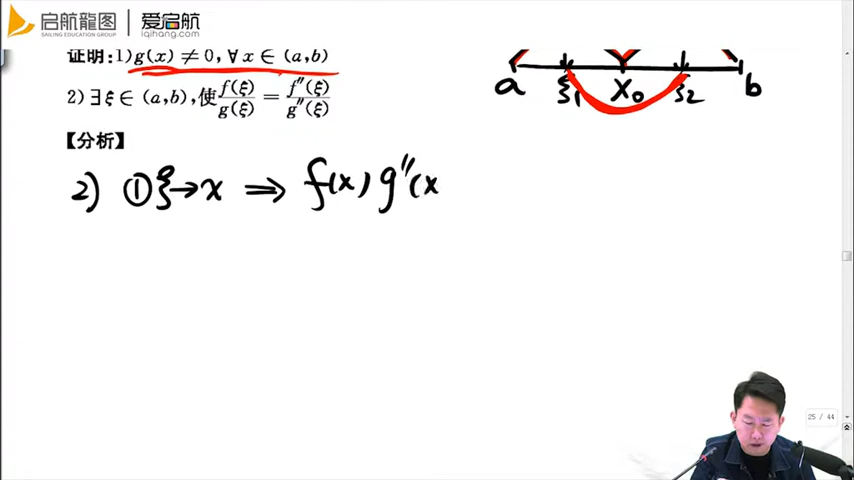 启航龍图 爱启航
SAILING EDUCATION GROUP iqihang.com
证明:1)g(x)≠0,∀x∈(a,b)
a ξ1 x0 ξ2 b
2)∃ξ∈(a,b),使f(ξ)/g(ξ)=f″(ξ)/g″(ξ)
【分析】
2) ①ξ→x ⇒ f(x)g″(x
25 / 44